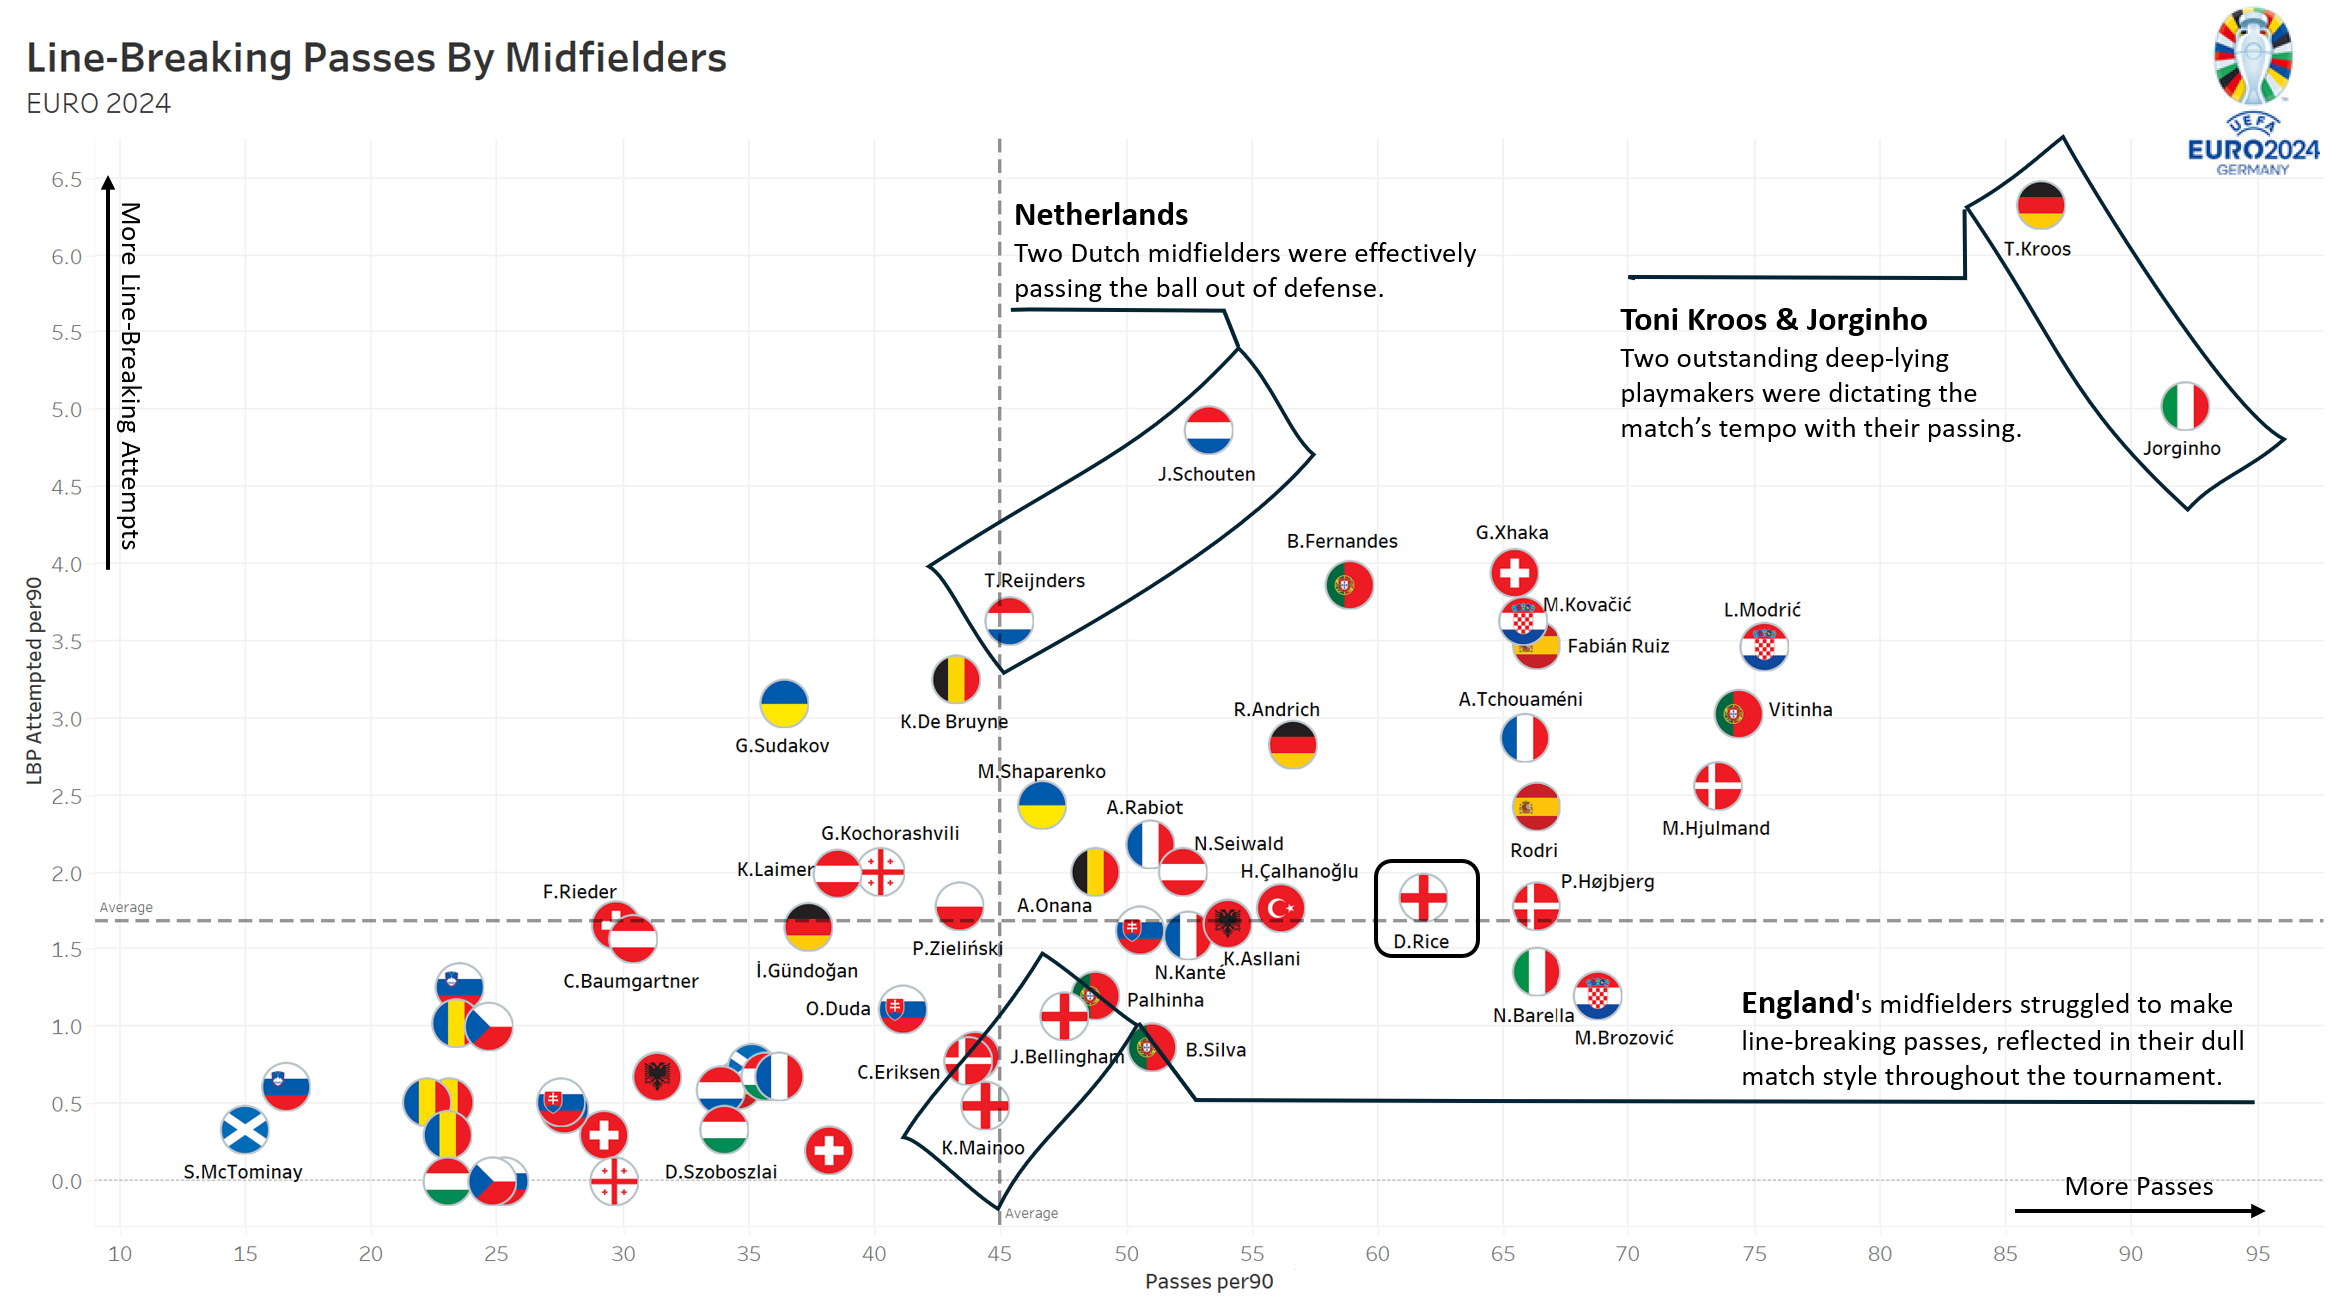 Line-Breaking Passes By Midfielders
EURO 2024
UEFA
EURO2024
GERMANY
More Line-Breaking Attempts
LBP Attempted per90
6.5
6.0
5.5
5.0
4.5
4.0
3.5
3.0
2.5
2.0
1.5
1.0
0.5
0.0
Netherlands
Two Dutch midfielders were effectively
passing the ball out of defense.
Toni Kroos & Jorginho
Two outstanding deep-lying
playmakers were dictating the
match’s tempo with their passing.
T.Kroos
Jorginho
J.Schouten
T.Reijnders
B.Fernandes
G.Xhaka
M.Kovačić
L.Modrić
Fabián Ruiz
K.De Bruyne
G.Sudakov
A.Tchouaméni
R.Andrich
Vitinha
M.Shaparenko
A.Rabiot
M.Hjulmand
G.Kochorashvili
N.Seiwald
Rodri
K.Laimer
H.Çalhanoğlu
P.Højbjerg
F.Rieder
A.Onana
Average
P.Zieliński
D.Rice
K.Asllani
N.Kanté
İ.Gündoğan
C.Baumgartner
O.Duda
Palhinha
N.Barella
M.Brozović
J.Bellingham
B.Silva
C.Eriksen
K.Mainoo
S.McTominay
D.Szoboszlai
England's midfielders struggled to make
line-breaking passes, reflected in their dull
match style throughout the tournament.
More Passes
Average
10 15 20 25 30 35 40 45 50 55 60 65 70 75 80 85 90 95
Passes per90